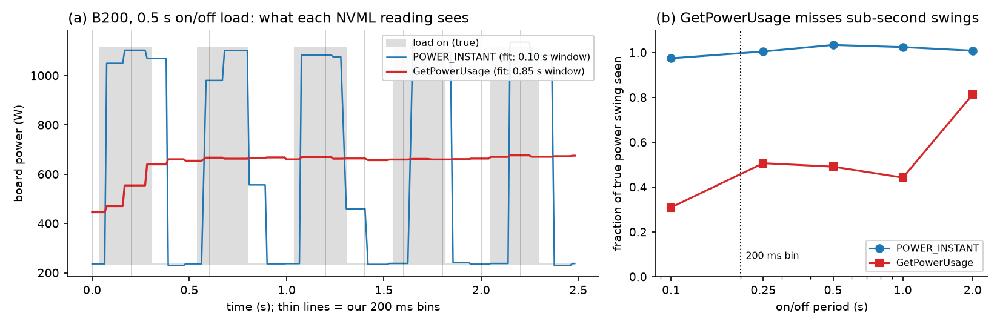 (a) B200, 0.5 s on/off load: what each NVML reading sees
load on (true)
POWER_INSTANT (fit: 0.10 s window)
GetPowerUsage (fit: 0.85 s window)
board power (W)
1000
800
600
400
200
0.0 0.5 1.0 1.5 2.0 2.5
time (s); thin lines = our 200 ms bins
(b) GetPowerUsage misses sub-second swings
fraction of true power swing seen
1.0
0.8
0.6
0.4
0.2
0.0
200 ms bin
POWER_INSTANT
GetPowerUsage
0.1 0.25 0.5 1.0 2.0
on/off period (s)